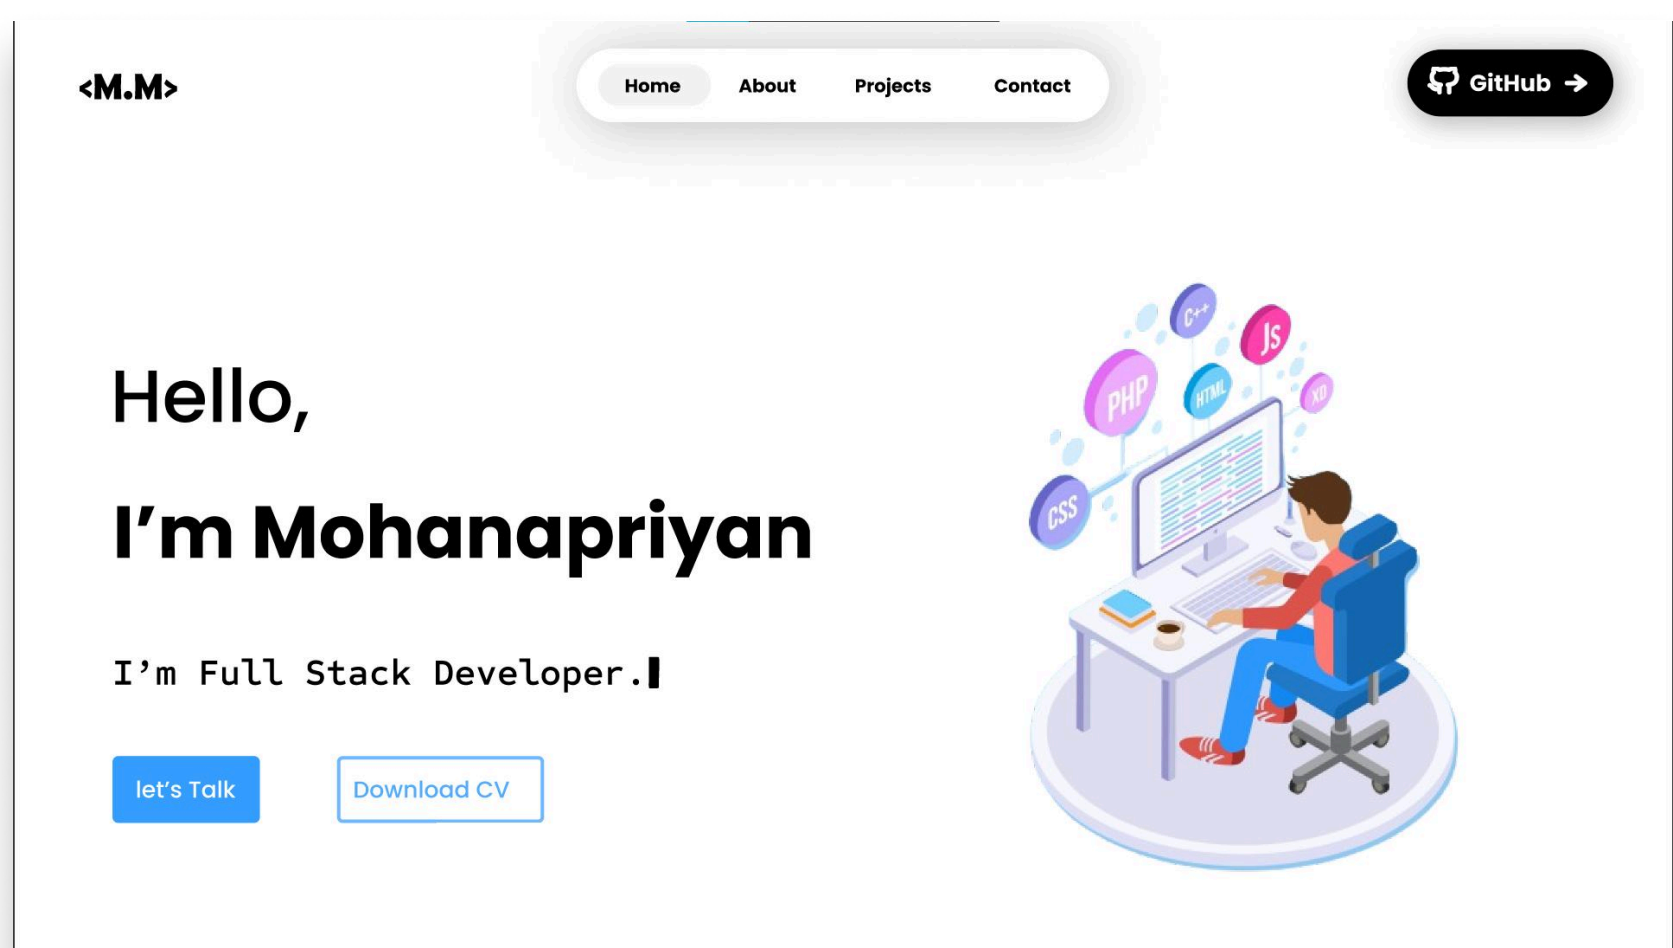 <M.M>
Home About Projects Contact
GitHub →
Hello,
I’m Mohanapriyan
I’m Full Stack Developer.
let’s Talk
Download CV
C++
JS
PHP
HTML
XD
CSS